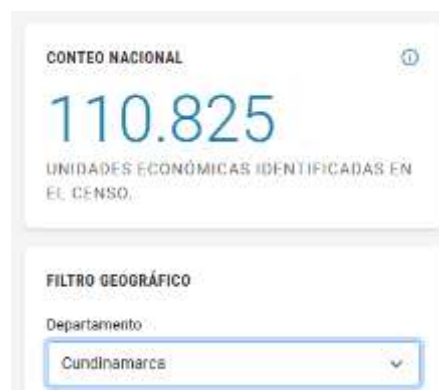 CONTEO NACIONAL
110.825
UNIDADES ECONÓMICAS IDENTIFICADAS EN
EL CENSO.
FILTRO GEOGRÁFICO
Departamento
Cundinamarca